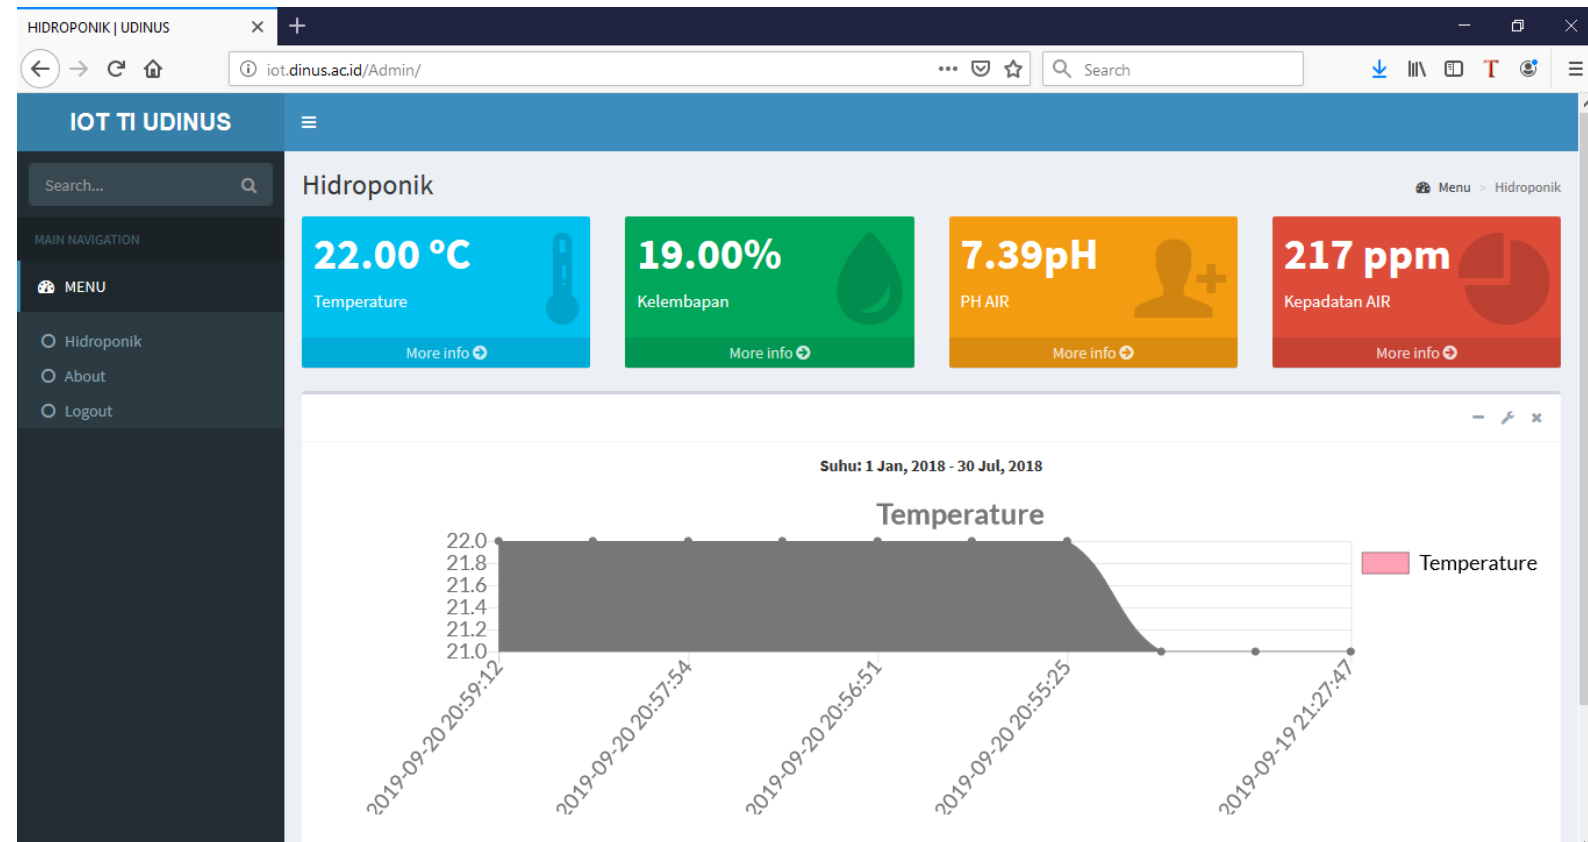 HIDROPONIK | UDINUS
iot.dinus.ac.id/Admin/
Search
IOT TI UDINUS
Search...
MAIN NAVIGATION
MENU
Hidroponik
About
Logout
Hidroponik
Menu > Hidroponik
22.00 °C
Temperature
More info
19.00%
Kelembapan
More info
7.39pH
PH AIR
More info
217 ppm
Kepadatan AIR
More info
Suhu: 1 Jan, 2018 - 30 Jul, 2018
Temperature
22.0
21.8
21.6
21.4
21.2
21.0
Temperature
2019-09-20 20:59:12
2019-09-20 20:57:54
2019-09-20 20:56:51
2019-09-20 20:55:25
2019-09-19 21:27:47